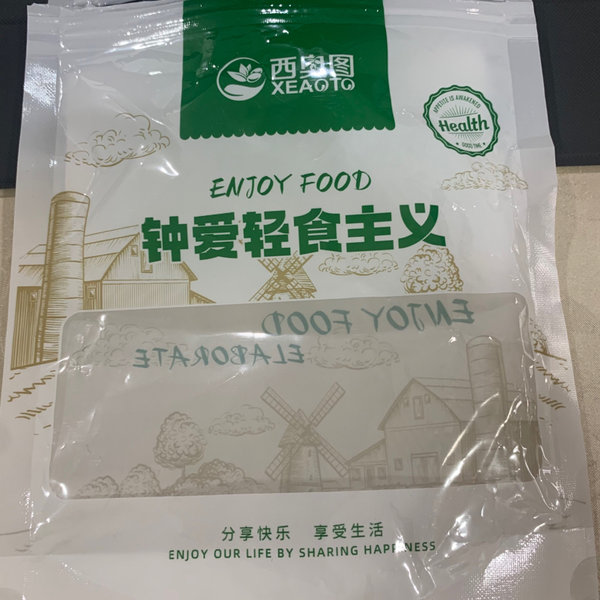 西奥图
XEAOTO
APPETITE IS AWAKENED
Health
GOOD TIME
ENJOY FOOD
钟爱轻食主义
ENJOY FOOD
ELABORATE
分享快乐 享受生活
ENJOY OUR LIFE BY SHARING HAPPINESS